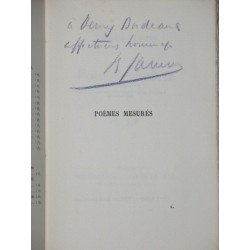 à Henry Bordeaux
affectueux hommage
POÈMES MESURÉS